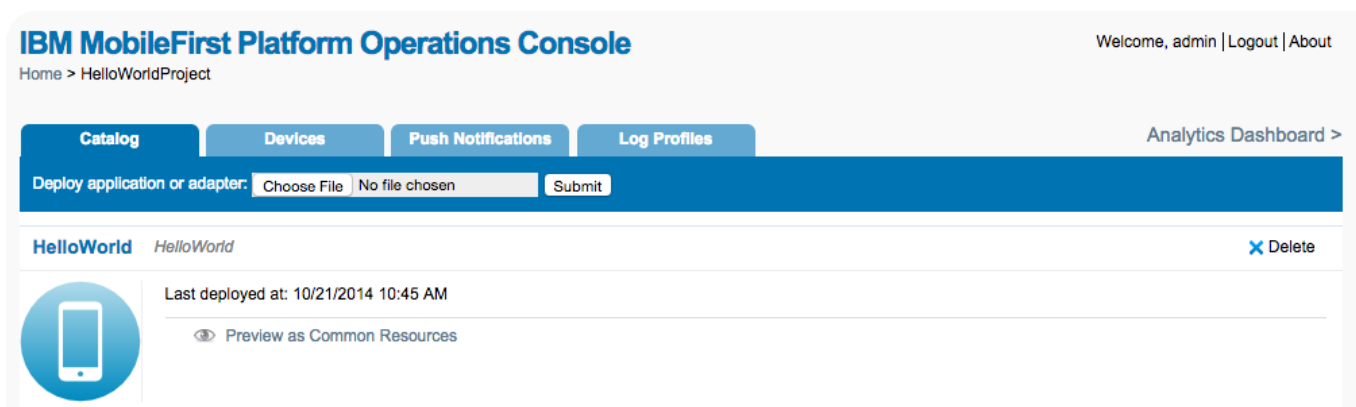 IBM MobileFirst Platform Operations Console
Welcome, admin | Logout | About
Home > HelloWorldProject
Catalog Devices Push Notifications Log Profiles Analytics Dashboard >
Deploy application or adapter: Choose File No file chosen Submit
HelloWorld HelloWorld Delete
Last deployed at: 10/21/2014 10:45 AM
Preview as Common Resources